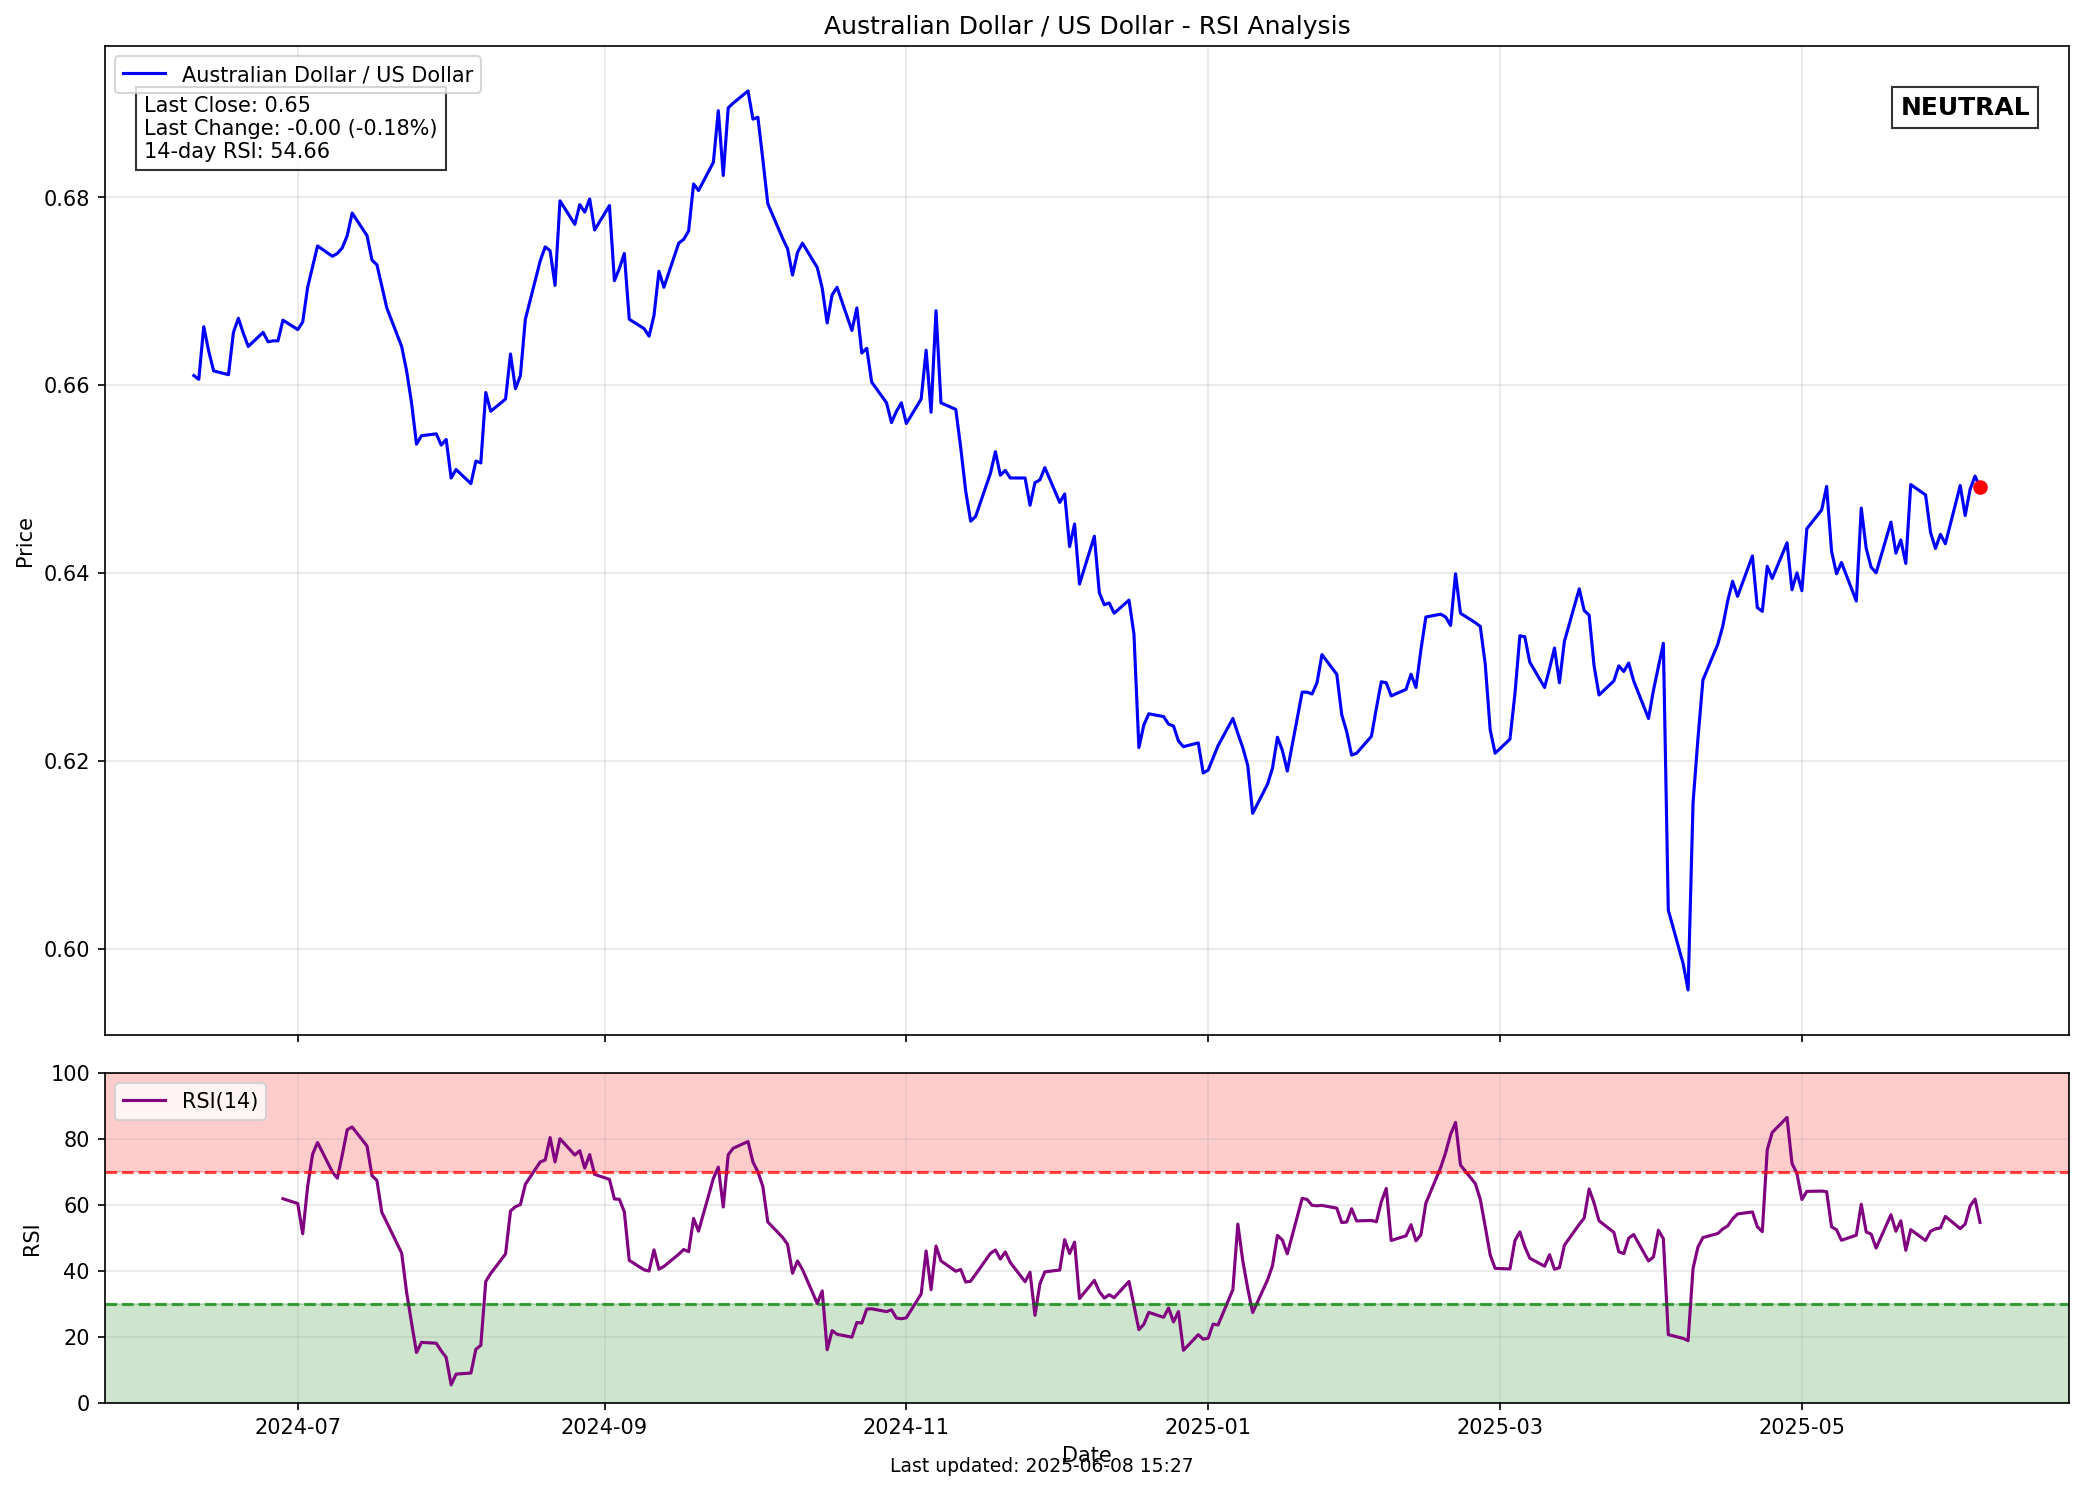 Australian Dollar / US Dollar - RSI Analysis
Australian Dollar / US Dollar
Last Close: 0.65
Last Change: -0.00 (-0.18%)
14-day RSI: 54.66
NEUTRAL
Price
0.68
0.66
0.64
0.62
0.60
RSI(14)
RSI
100
80
60
40
20
0
2024-07
2024-09
2024-11
2025-01
2025-03
2025-05
Date
Last updated: 2025-06-08 15:27